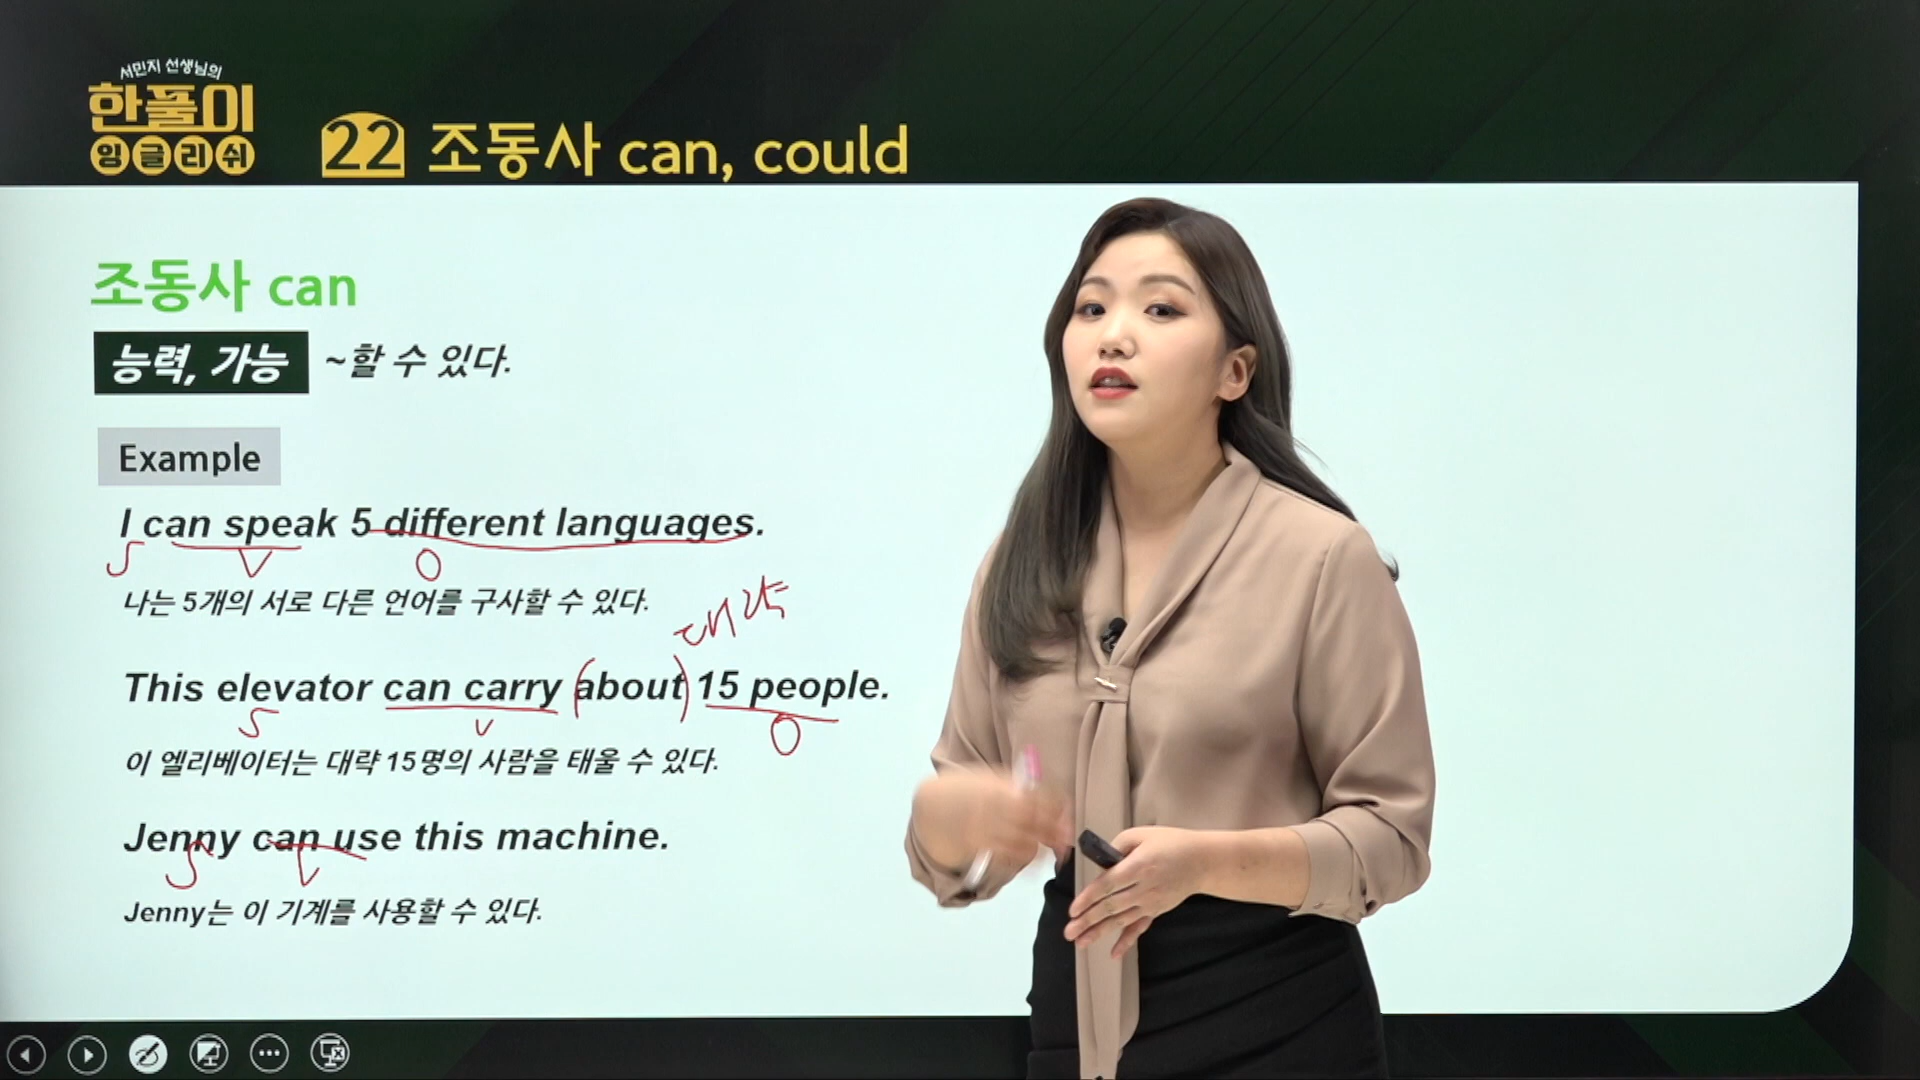 서민지 선생님의
한풀이
잉글리쉬
22 조동사 can, could
조동사 can
능력, 가능 ~할 수 있다.
Example
I can speak 5 different languages.
S V O
나는 5개의 서로 다른 언어를 구사할 수 있다.
대략
This elevator can carry (about) 15 people.
S V O
이 엘리베이터는 대략 15명의 사람을 태울 수 있다.
Jenny can use this machine.
S V
Jenny는 이 기계를 사용할 수 있다.